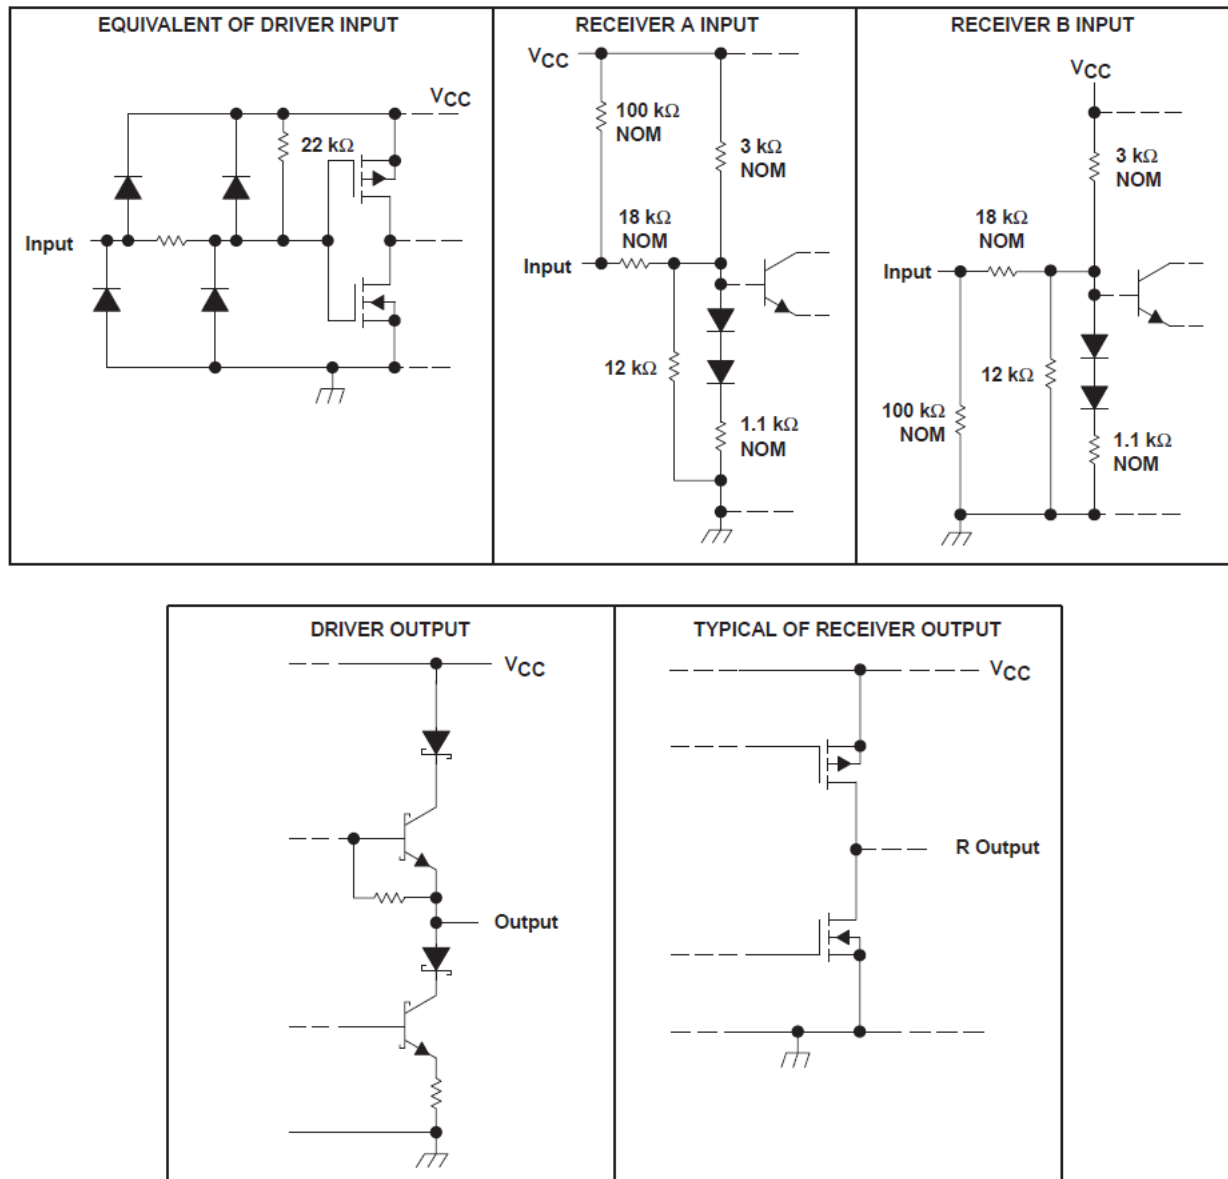 EQUIVALENT OF DRIVER INPUT
VCC
22 kΩ
Input
RECEIVER A INPUT
VCC
100 kΩ
NOM
3 kΩ
NOM
18 kΩ
NOM
Input
12 kΩ
1.1 kΩ
NOM
RECEIVER B INPUT
VCC
3 kΩ
NOM
18 kΩ
NOM
Input
12 kΩ
100 kΩ
NOM
1.1 kΩ
NOM
DRIVER OUTPUT
VCC
Output
TYPICAL OF RECEIVER OUTPUT
VCC
R Output